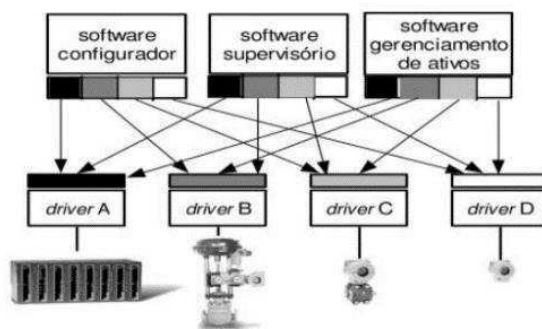 software
configurador
software
supervisório
software
gerenciamento
de ativos
driver A
driver B
driver C
driver D